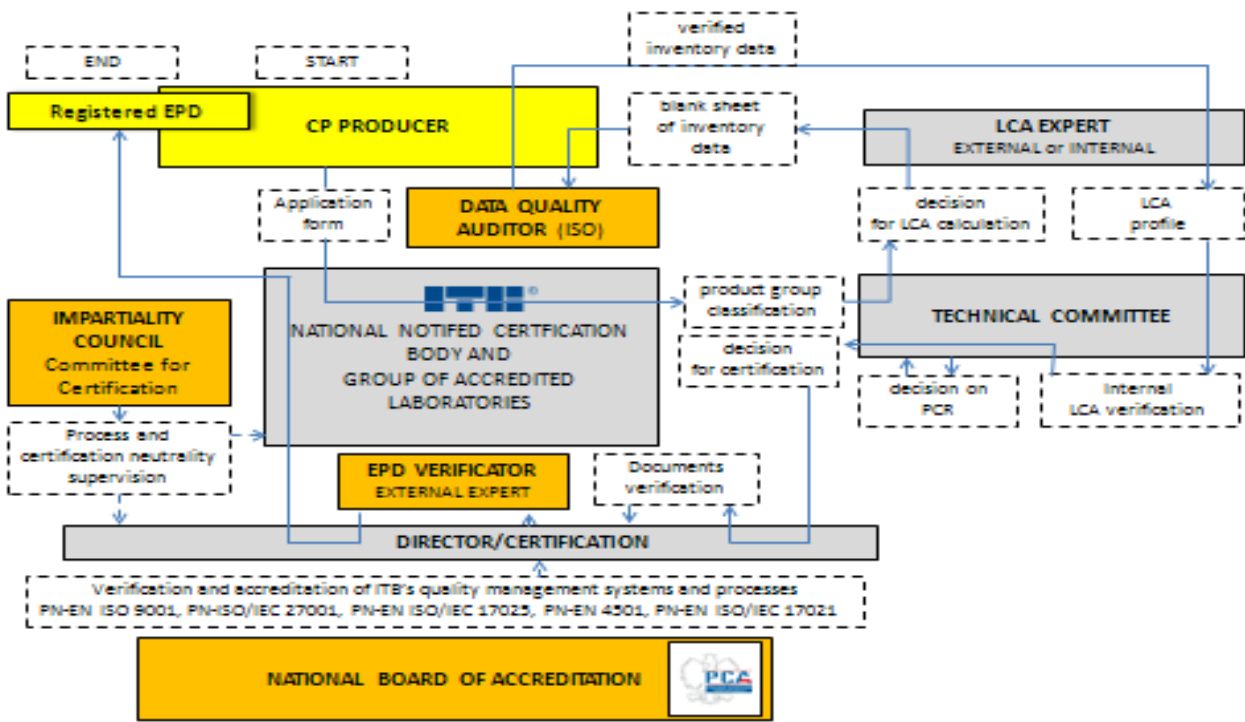 END
START
verified
inventory data
Registered EPD
CP PRODUCER
blank sheet
of inventory
data
LCA EXPERT
EXTERNAL or INTERNAL
Application
form
DATA QUALITY
AUDITOR (ISO)
decision
for LCA calculation
LCA
profile
ITB®
NATIONAL NOTIFED CERTFICATION
BODY AND
GROUP OF ACCREDITED
LABORATORIES
product group
classification
TECHNICAL COMMITTEE
IMPARTIALITY
COUNCIL
Committee for
Certification
decision
for certification
decision on
PCR
Internal
LCA verification
Process and
certification neutrality
supervision
EPD VERIFICATOR
EXTERNAL EXPERT
Documents
verification
DIRECTOR/CERTIFICATION
Verification and accreditation of ITB's quality management systems and processes
PN-EN ISO 9001, PN-ISO/IEC 27001, PN-EN ISO/IEC 17025, PN-EN 4501, PN-EN ISO/IEC 17021
NATIONAL BOARD OF ACCREDITATION
PCA